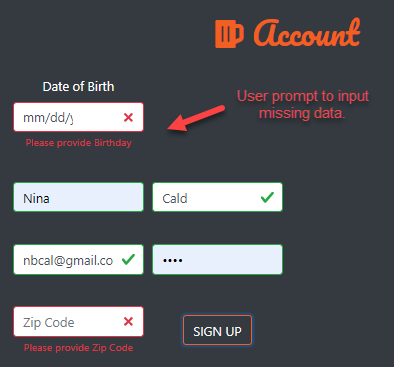 Account
Date of Birth
mm/dd/y
Please provide Birthday
User prompt to input
missing data.
Nina
Cald
nbcal@gmail.co
••••
Zip Code
Please provide Zip Code
SIGN UP